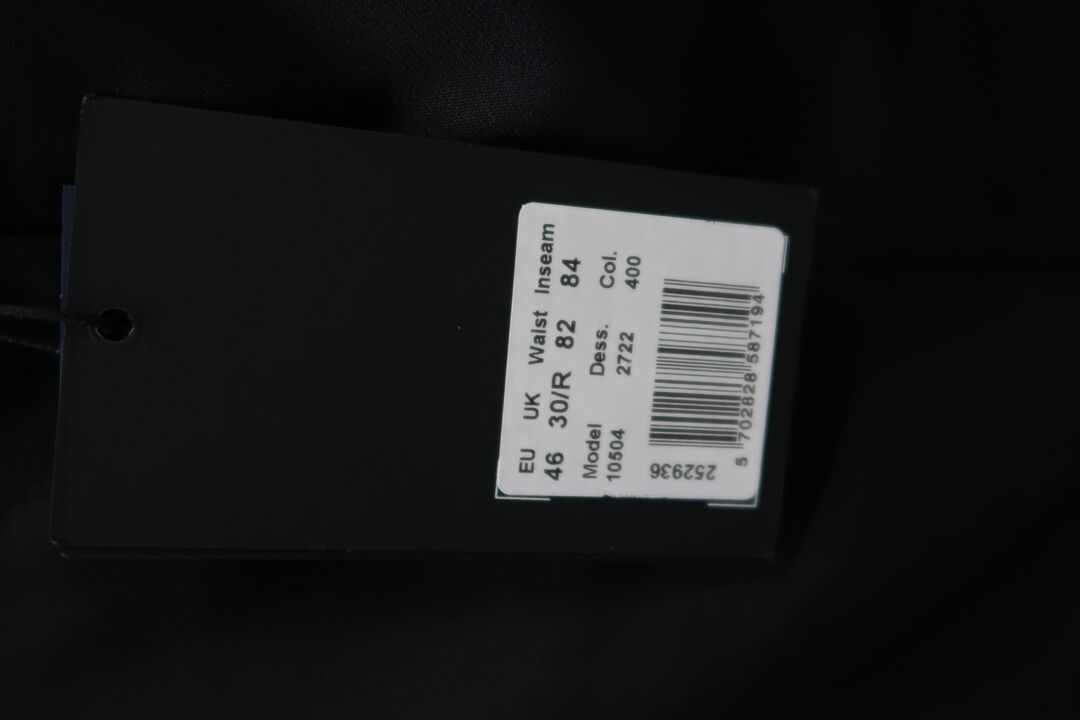 EU UK Waist Inseam
46 30/R 82 84
Model Dess. Col.
10504 2722 400
252936
5 702828 587194